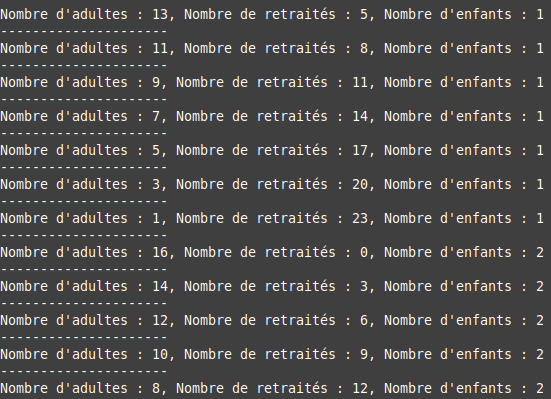 Nombre d'adultes : 13, Nombre de retraités : 5, Nombre d'enfants : 1
---------------------
Nombre d'adultes : 11, Nombre de retraités : 8, Nombre d'enfants : 1
---------------------
Nombre d'adultes : 9, Nombre de retraités : 11, Nombre d'enfants : 1
---------------------
Nombre d'adultes : 7, Nombre de retraités : 14, Nombre d'enfants : 1
---------------------
Nombre d'adultes : 5, Nombre de retraités : 17, Nombre d'enfants : 1
---------------------
Nombre d'adultes : 3, Nombre de retraités : 20, Nombre d'enfants : 1
---------------------
Nombre d'adultes : 1, Nombre de retraités : 23, Nombre d'enfants : 1
---------------------
Nombre d'adultes : 16, Nombre de retraités : 0, Nombre d'enfants : 2
---------------------
Nombre d'adultes : 14, Nombre de retraités : 3, Nombre d'enfants : 2
---------------------
Nombre d'adultes : 12, Nombre de retraités : 6, Nombre d'enfants : 2
---------------------
Nombre d'adultes : 10, Nombre de retraités : 9, Nombre d'enfants : 2
---------------------
Nombre d'adultes : 8, Nombre de retraités : 12, Nombre d'enfants : 2